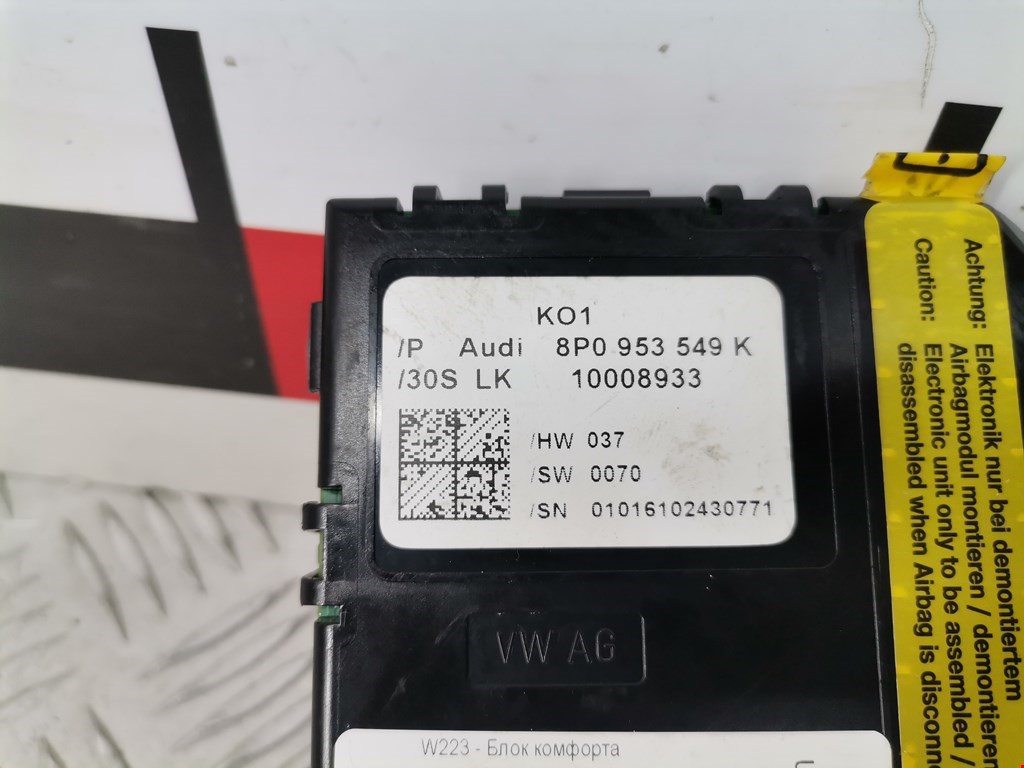 KO1
/P Audi 8P0 953 549 K
/30S LK 10008933
/HW 037
/SW 0070
/SN 01016102430771
VW AG
W223 - Блок комфорта
Achtung: Elektronik nur bei demontiertem
Airbagmodul montieren / demontieren
Caution: Electronic unit only to be assembled /
disassembled when Airbag is